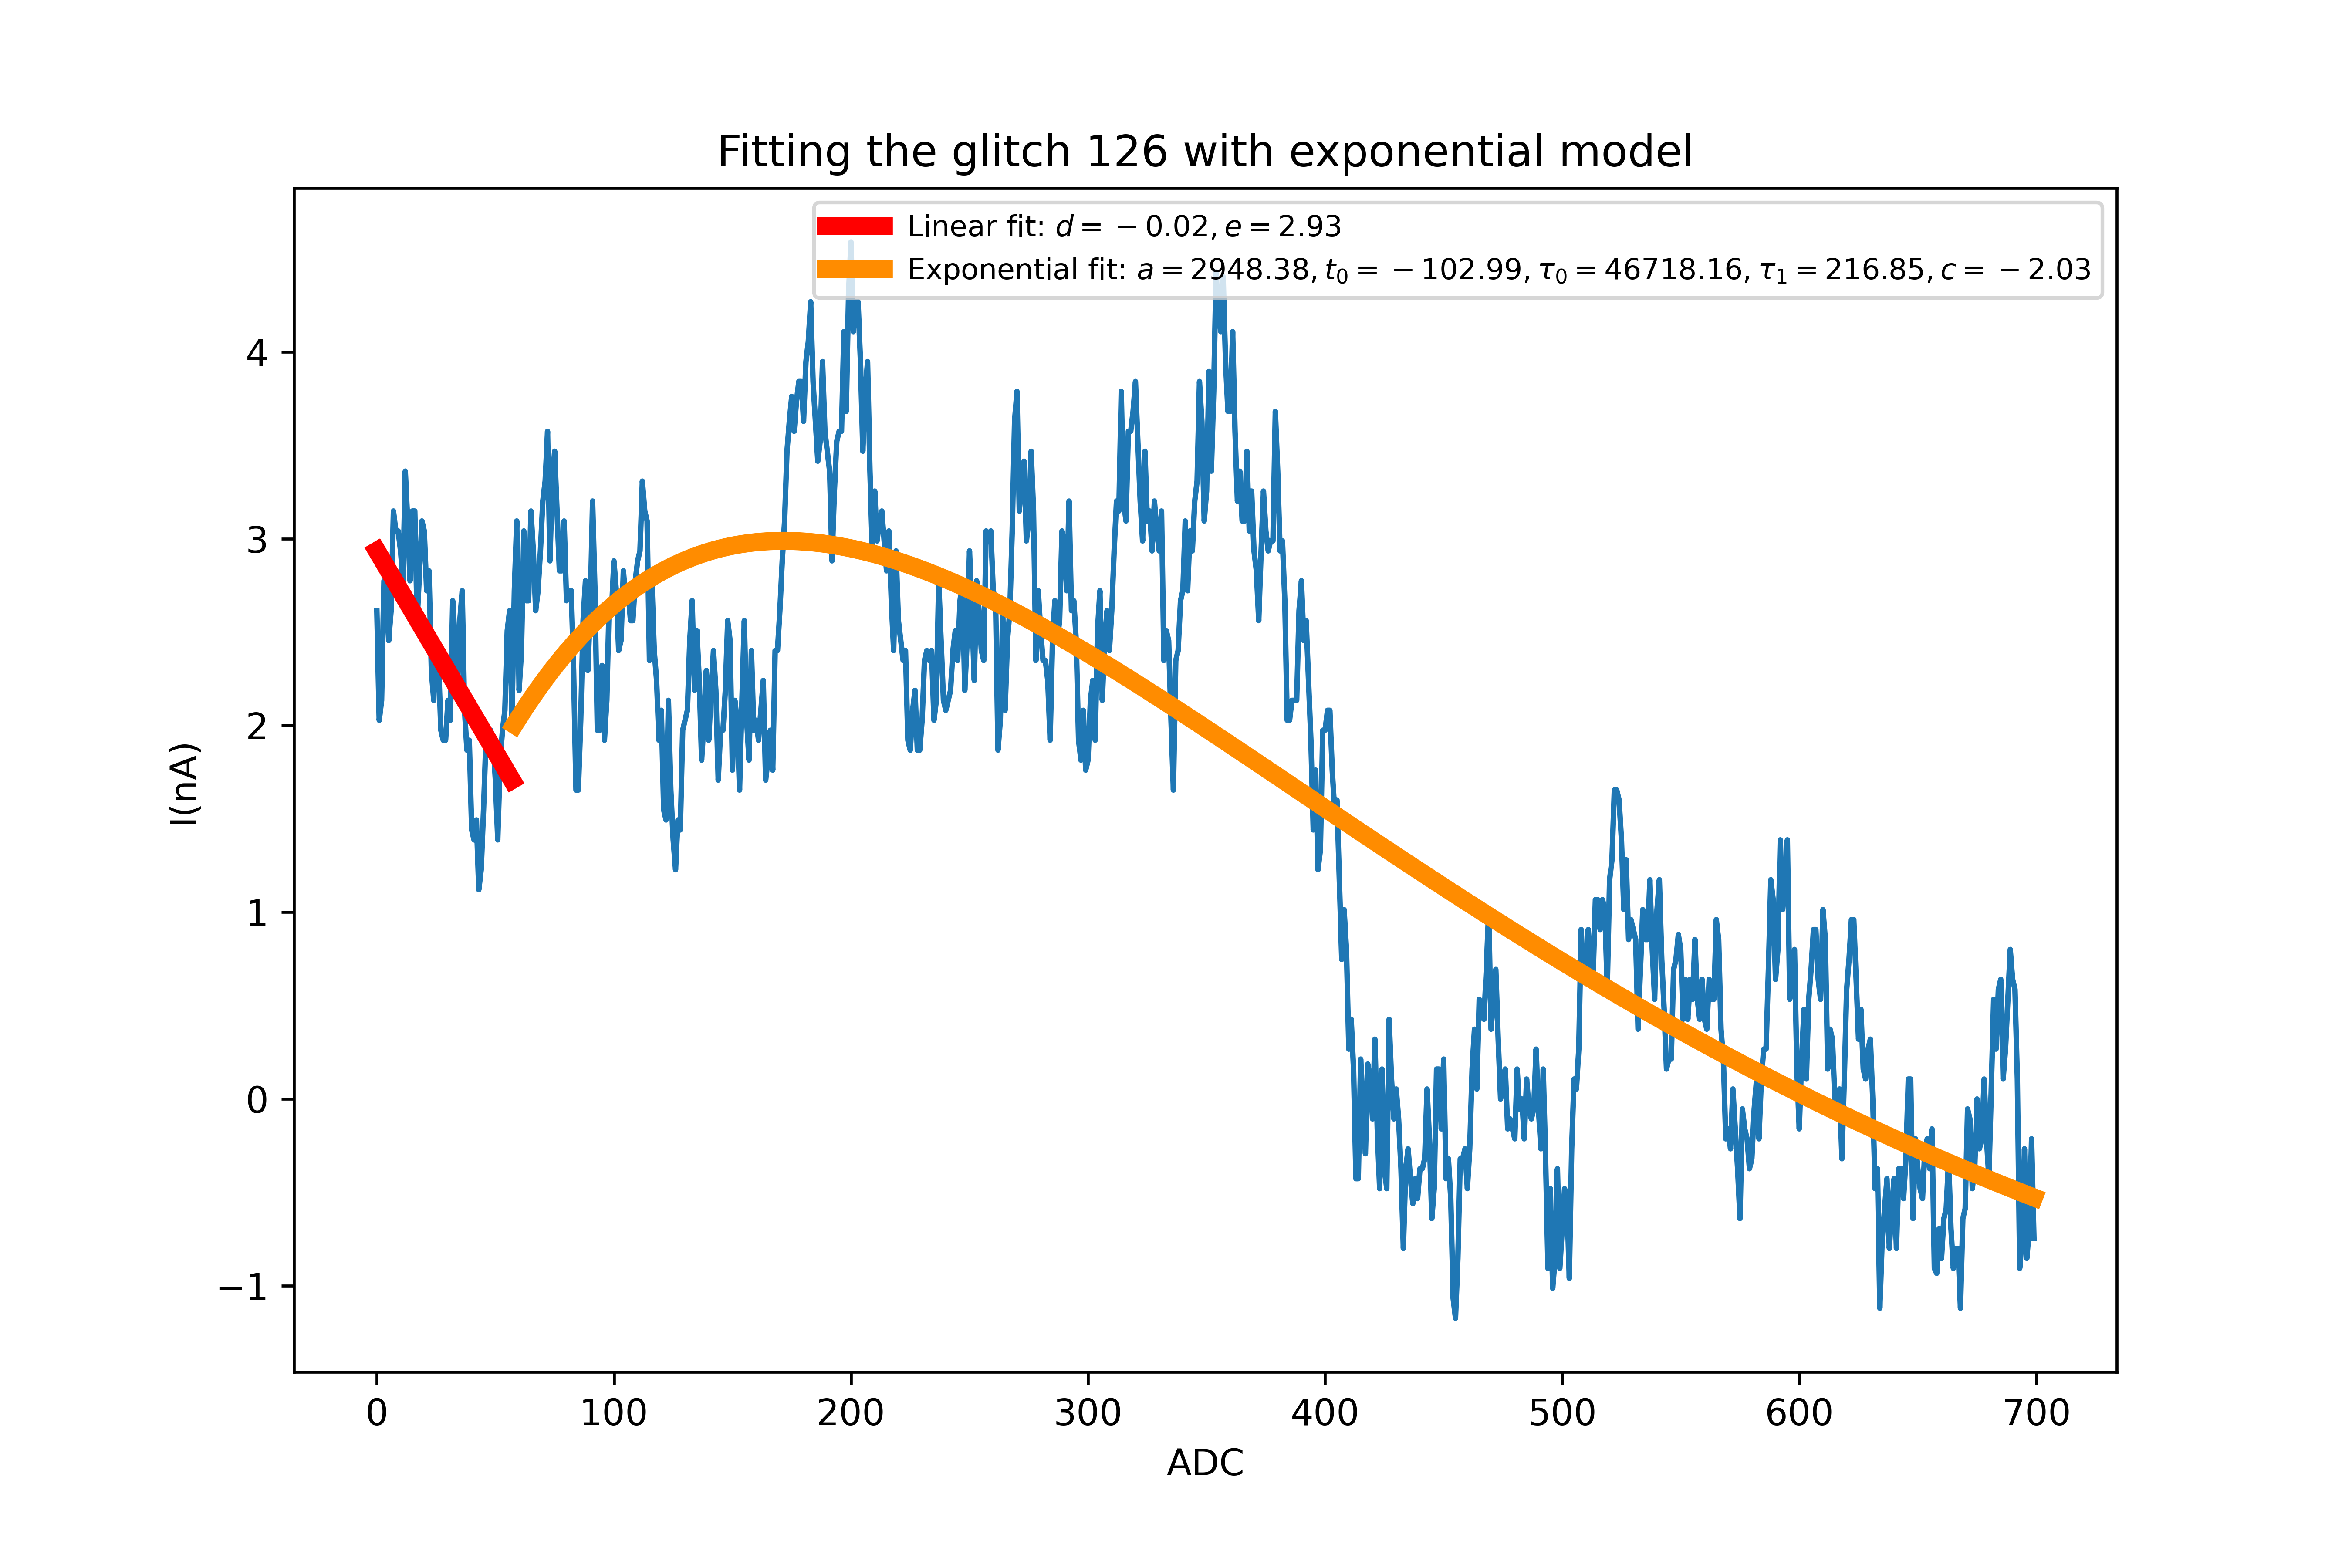 Fitting the glitch 126 with exponential model
Linear fit: d = −0.02, e = 2.93
Exponential fit: a = 2948.38, t₀ = −102.99, τ₀ = 46718.16, τ₁ = 216.85, c = −2.03
4
3
2
1
0
−1
I(nA)
0 100 200 300 400 500 600 700
ADC